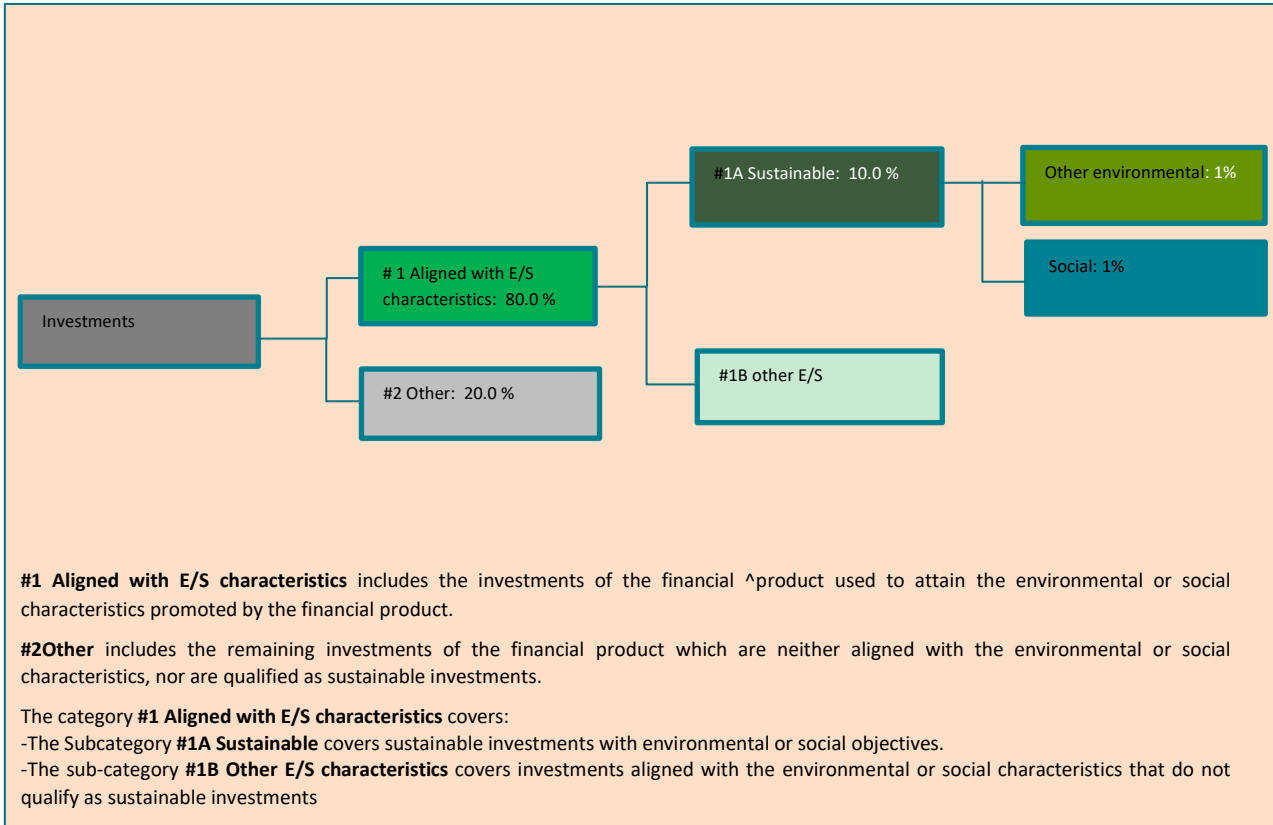 #1A Sustainable: 10.0 %
Other environmental: 1%
Social: 1%
# 1 Aligned with E/S
characteristics: 80.0 %
Investments
#1B other E/S
#2 Other: 20.0 %
#1 Aligned with E/S characteristics includes the investments of the financial ^product used to attain the environmental or social
characteristics promoted by the financial product.
#2Other includes the remaining investments of the financial product which are neither aligned with the environmental or social
characteristics, nor are qualified as sustainable investments.
The category #1 Aligned with E/S characteristics covers:
-The Subcategory #1A Sustainable covers sustainable investments with environmental or social objectives.
-The sub-category #1B Other E/S characteristics covers investments aligned with the environmental or social characteristics that do not
qualify as sustainable investments